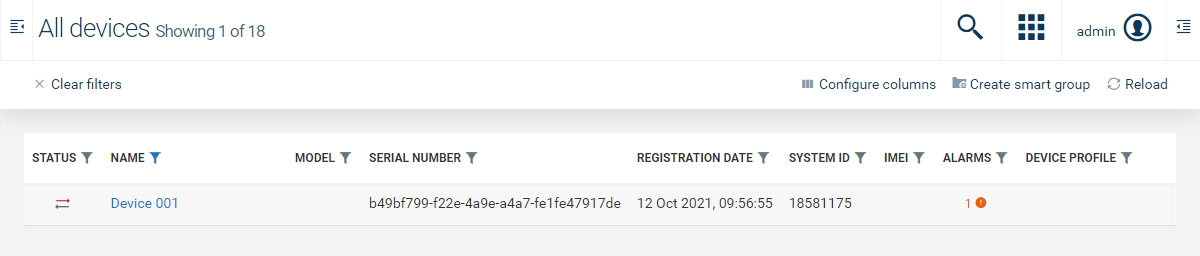 All devices Showing 1 of 18
admin
Clear filters
Configure columns
Create smart group
Reload
STATUS NAME MODEL SERIAL NUMBER REGISTRATION DATE SYSTEM ID IMEI ALARMS DEVICE PROFILE
Device 001 b49bf799-f22e-4a9e-a4a7-fe1fe47917de 12 Oct 2021, 09:56:55 18581175 1